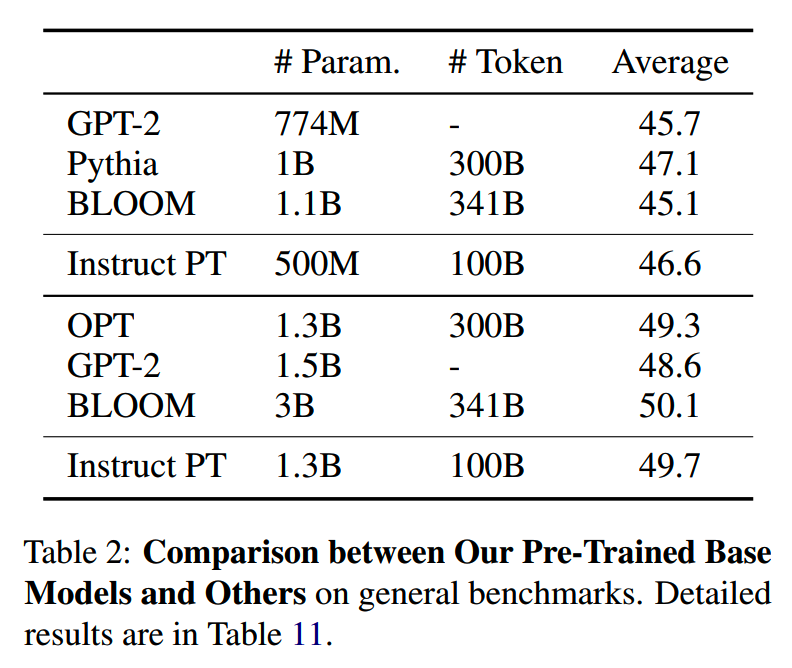 # Param. # Token Average
GPT-2 774M - 45.7
Pythia 1B 300B 47.1
BLOOM 1.1B 341B 45.1
Instruct PT 500M 100B 46.6
OPT 1.3B 300B 49.3
GPT-2 1.5B - 48.6
BLOOM 3B 341B 50.1
Instruct PT 1.3B 100B 49.7
Table 2: Comparison between Our Pre-Trained Base
Models and Others on general benchmarks. Detailed
results are in Table 11.